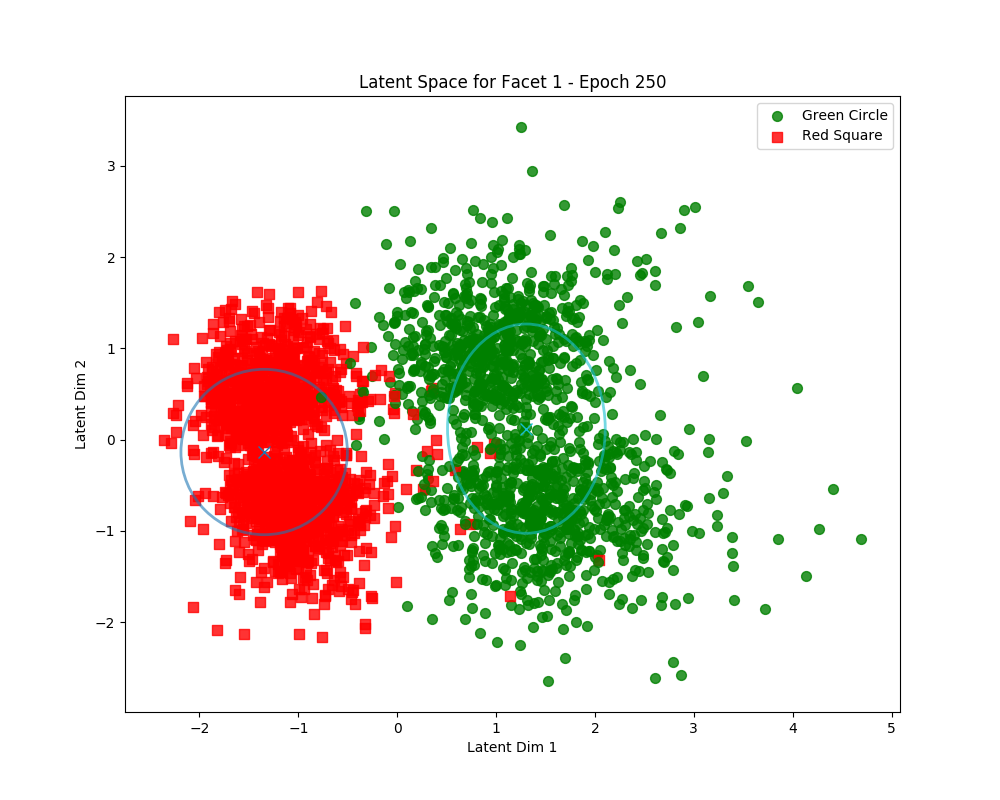 Latent Space for Facet 1 - Epoch 250
Green Circle
Red Square
3
2
1
0
−1
−2
Latent Dim 2
−2
−1
0
1
2
3
4
5
Latent Dim 1